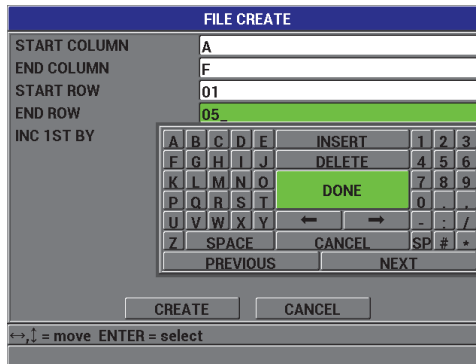 FILE CREATE
START COLUMN A
END COLUMN F
START ROW 01
END ROW 05_
INC 1ST BY
A B C D E INSERT 1 2 3
F G H I J DELETE 4 5 6
K L M N O DONE 7 8 9
P Q R S T 0 . ,
U V W X Y ← → - : /
Z SPACE CANCEL SP # *
PREVIOUS NEXT
CREATE CANCEL
↔,↕ = move ENTER = select